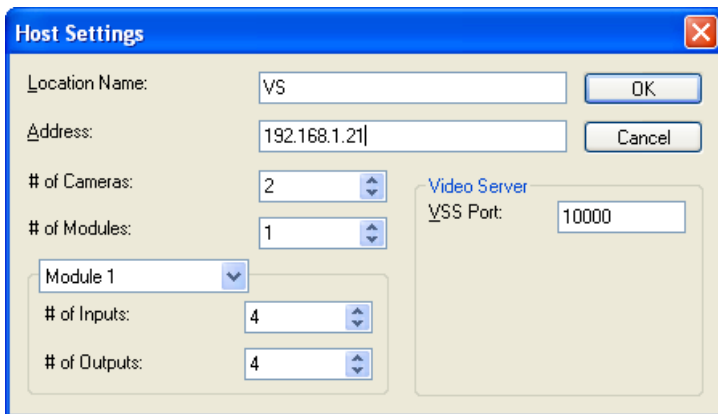 Host Settings
Location Name: VS OK
Address: 192.168.1.21 Cancel
# of Cameras: 2 Video Server
VSS Port: 10000
# of Modules: 1
Module 1
# of Inputs: 4
# of Outputs: 4